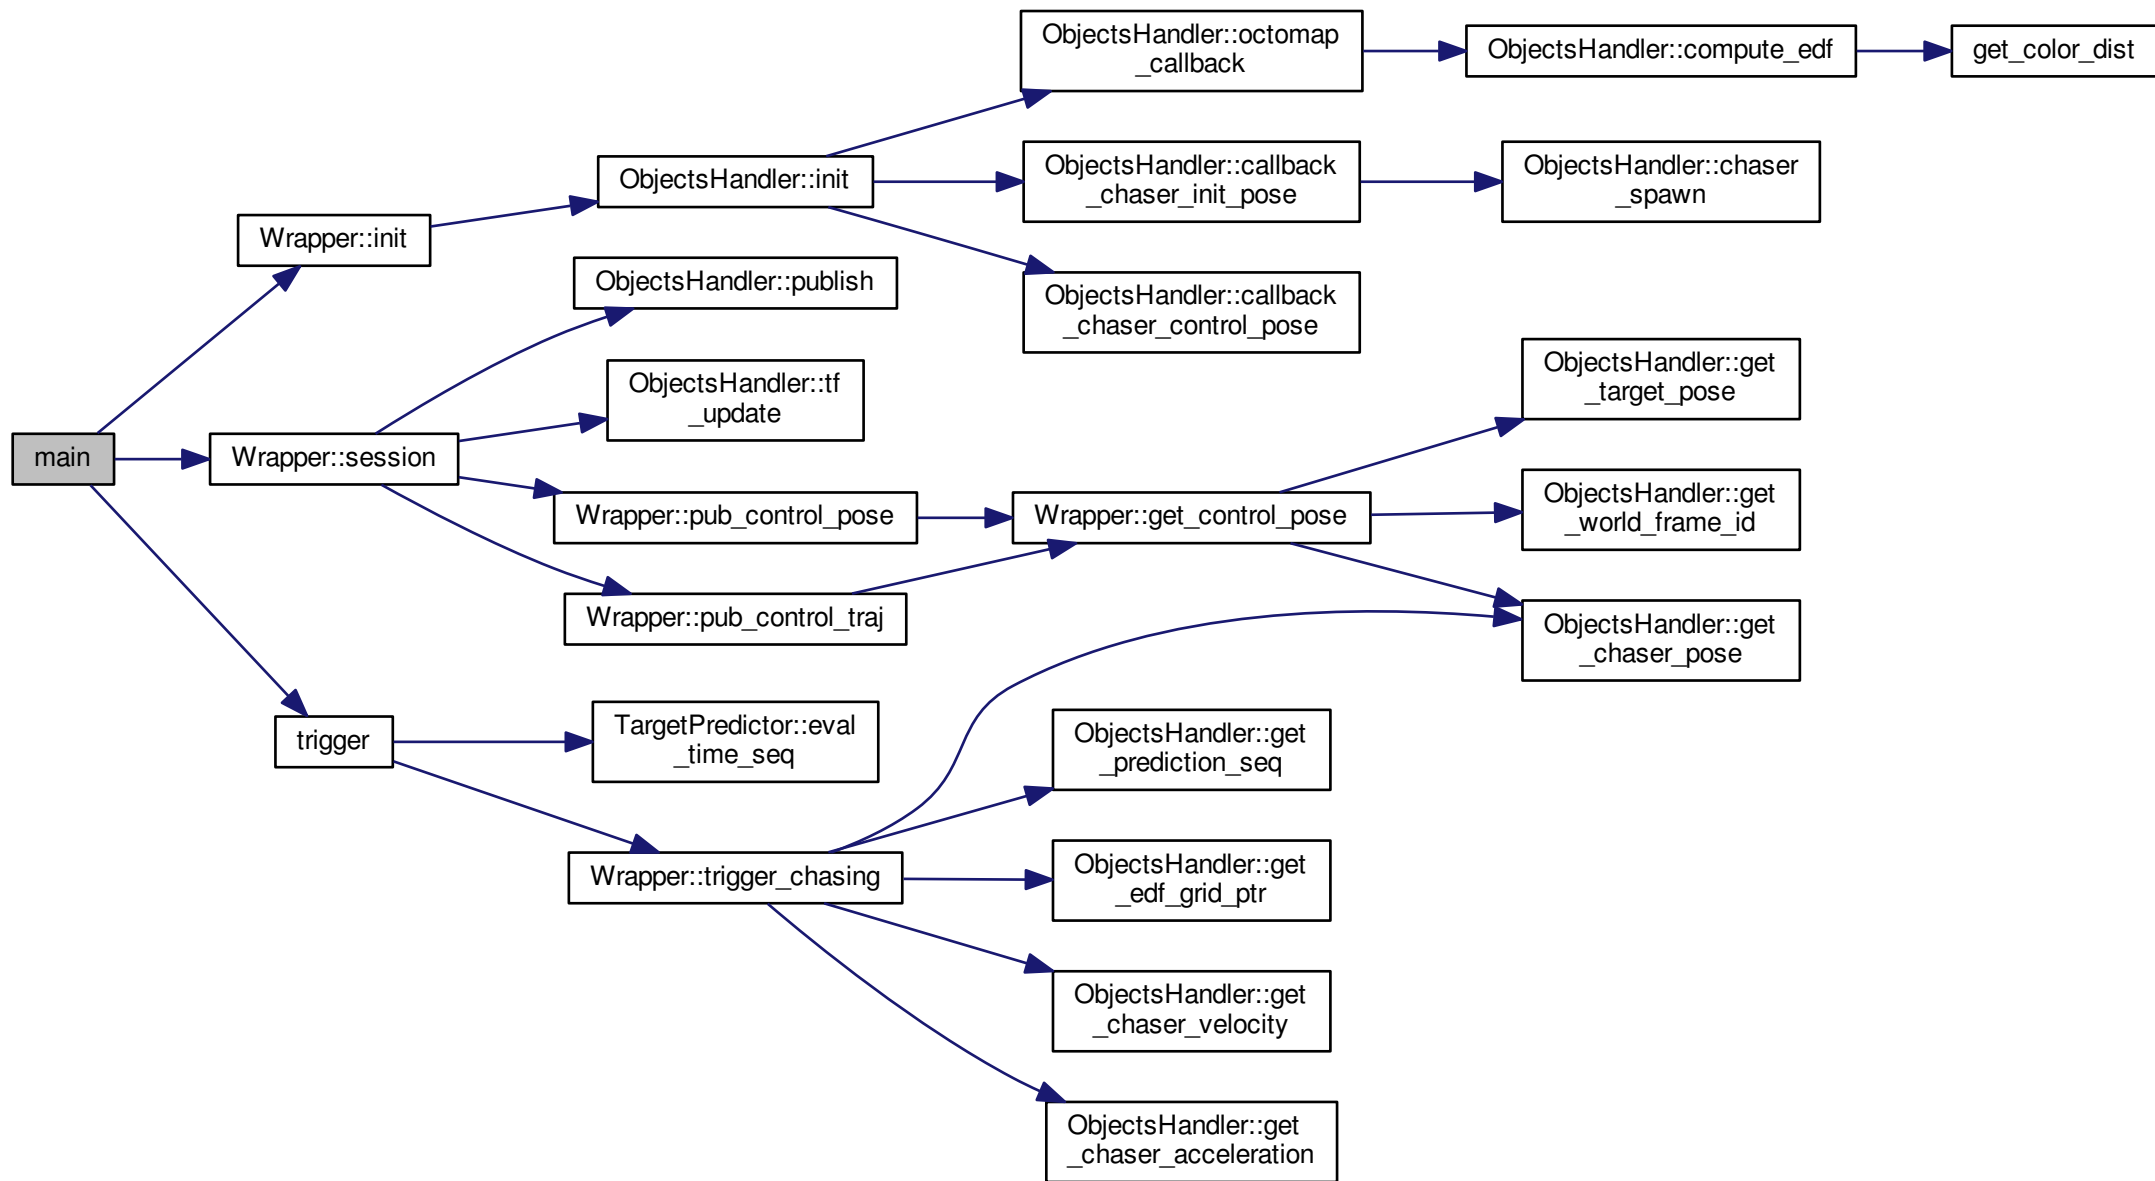 main
Wrapper::init
ObjectsHandler::init
ObjectsHandler::octomap
_callback
ObjectsHandler::compute_edf
get_color_dist
ObjectsHandler::callback
_chaser_init_pose
ObjectsHandler::chaser
_spawn
ObjectsHandler::callback
_chaser_control_pose
Wrapper::session
ObjectsHandler::publish
ObjectsHandler::tf
_update
Wrapper::pub_control_pose
Wrapper::get_control_pose
ObjectsHandler::get
_target_pose
ObjectsHandler::get
_world_frame_id
ObjectsHandler::get
_chaser_pose
Wrapper::pub_control_traj
trigger
TargetPredictor::eval
_time_seq
Wrapper::trigger_chasing
ObjectsHandler::get
_prediction_seq
ObjectsHandler::get
_edf_grid_ptr
ObjectsHandler::get
_chaser_velocity
ObjectsHandler::get
_chaser_acceleration